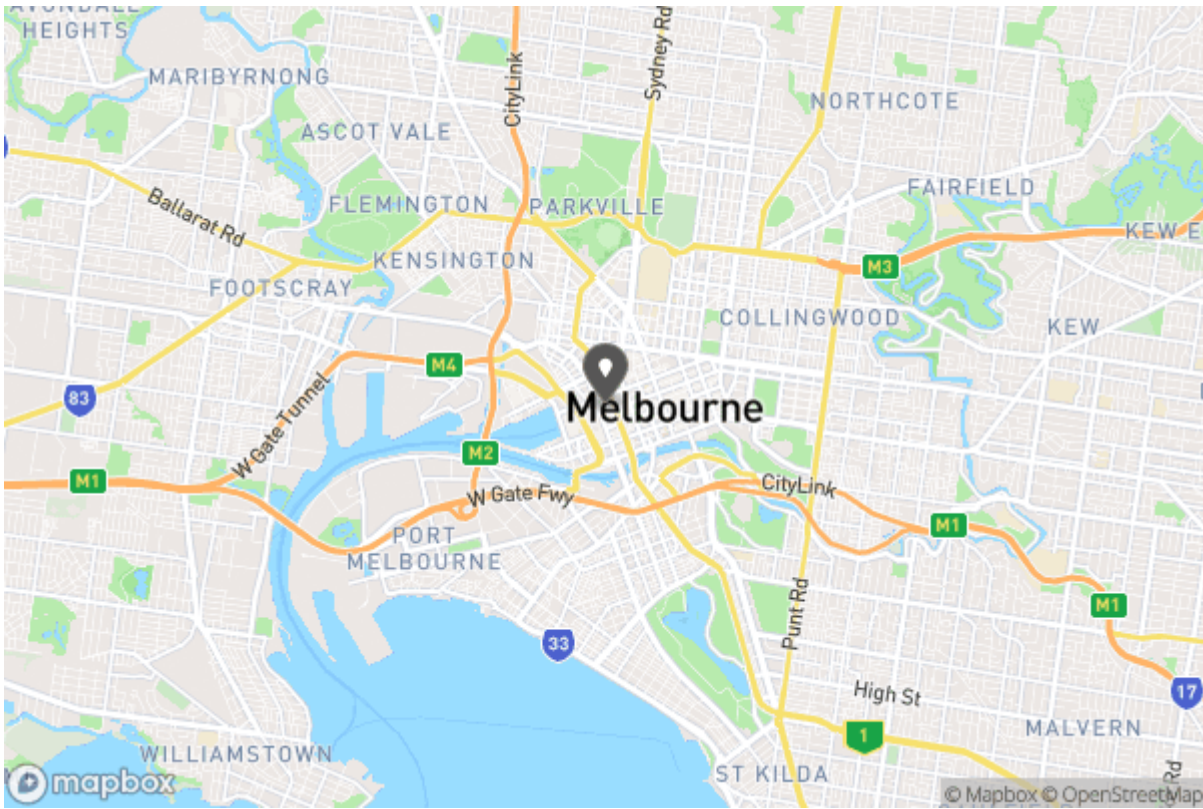 AVONDALE
HEIGHTS
MARIBYRNONG
CityLink
Sydney Rd
NORTHCOTE
ASCOT VALE
FAIRFIELD
Ballarat Rd
FLEMINGTON
PARKVILLE
KEW E
KENSINGTON
M3
FOOTSCRAY
COLLINGWOOD
KEW
M4
83
W Gate Tunnel
Melbourne
M2
M1
W Gate Fwy
CityLink
M1
PORT
MELBOURNE
Punt Rd
M1
33
High St
17
1
MALVERN
WILLIAMSTOWN
ST KILDA
Rd
mapbox
© Mapbox © OpenStreetMap